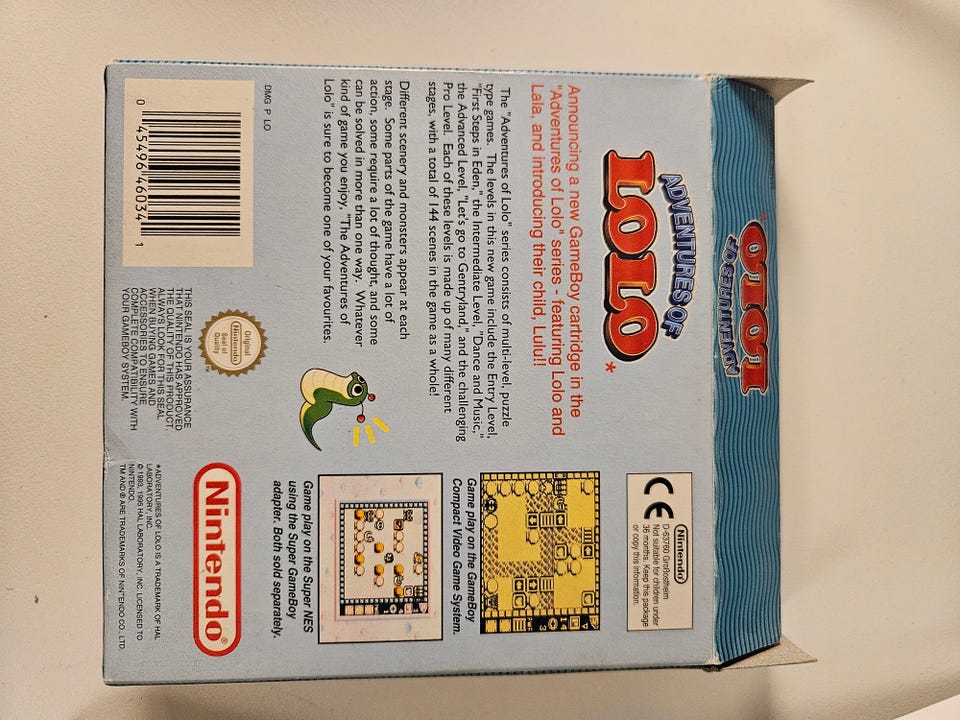 ADVENTURES OF
LOLO
*
ADVENTURES OF
LOLO*
Announcing a new GameBoy cartridge in the
"Adventures of Lolo" series - featuring Lolo and
Lala, and introducing their child, Lulu!!
The "Adventures of Lolo" series consists of multi-level, puzzle
type games. The levels in this new game include the Entry Level,
"First Steps in Eden," the Intermediate Level, "Dance and Music,"
the Advanced Level, "Let's go to Gentryland," and the challenging
Pro Level. Each of these levels is made up of many different
stages, with a total of 144 scenes in the game as a whole!
Different scenery and monsters appear at each
stage. Some parts of the game have a lot of
action, some require a lot of thought, and some
can be solved in more than one way. Whatever
kind of game you enjoy, "The Adventures of
Lolo" is sure to become one of your favourites.
DMG P LO
0 45496 46034 1
Original
Nintendo
Seal of
Quality
TM
THIS SEAL IS YOUR ASSURANCE
THAT NINTENDO HAS APPROVED
THE QUALITY OF THIS PRODUCT.
ALWAYS LOOK FOR THIS SEAL
WHEN BUYING GAMES AND
ACCESSORIES TO ENSURE
COMPLETE COMPATIBILITY WITH
YOUR GAMEBOY SYSTEM.
CE
Nintendo®
D-63760 Großostheim
Not suitable for children under
36 months. Keep this package
or copy this information.
Game play on the GameBoy
Compact Video Game System.
Game play on the Super NES
using the Super GameBoy
adapter. Both sold separately.
Nintendo®
*ADVENTURES OF LOLO IS A TRADEMARK OF HAL
LABORATORY, INC.
© 1993, 1995 HAL LABORATORY, INC. LICENSED TO
NINTENDO.
TM AND ® ARE TRADEMARKS OF NINTENDO CO., LTD.